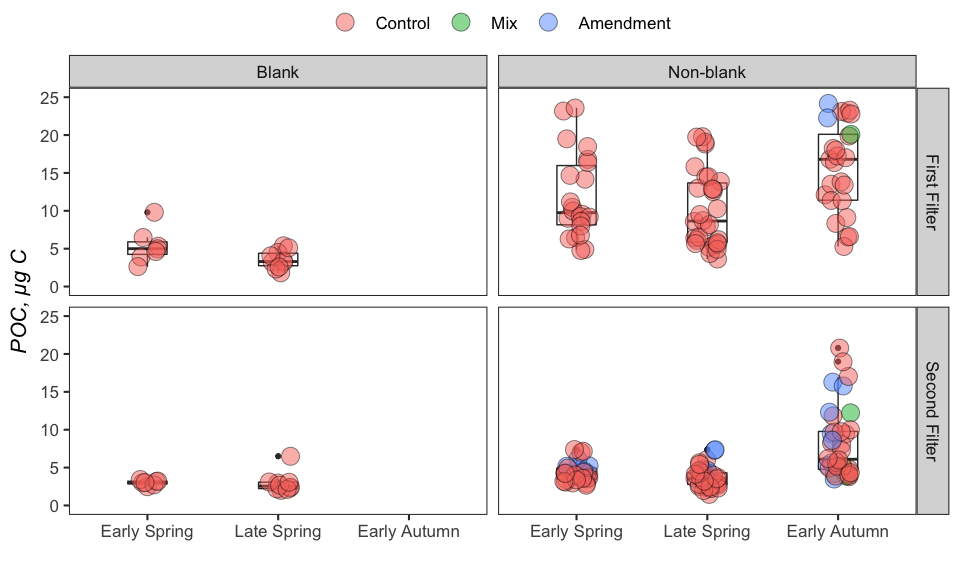 Control Mix Amendment
Blank Non-blank
25
20
15
10
5
0
First Filter
POC, μg C
25
20
15
10
5
0
Second Filter
Early Spring Late Spring Early Autumn Early Spring Late Spring Early Autumn